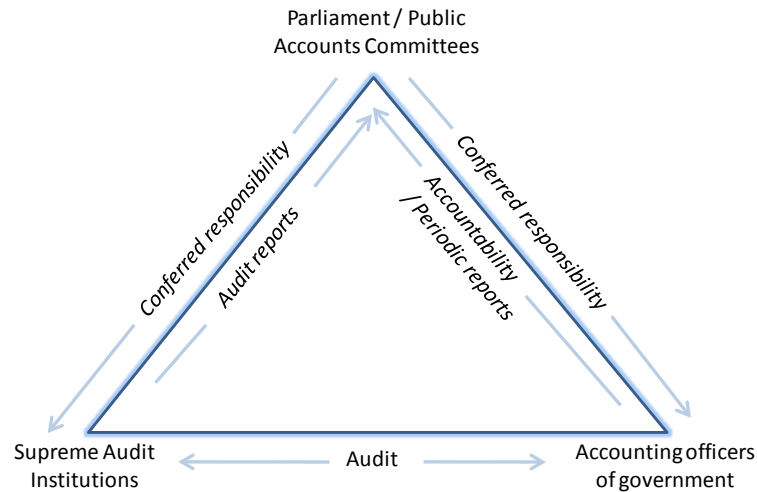 Parliament / Public
Accounts Committees
Conferred responsibility
Audit reports
Accountability
/ Periodic reports
Conferred responsibility
Supreme Audit
Institutions
Audit
Accounting officers
of government